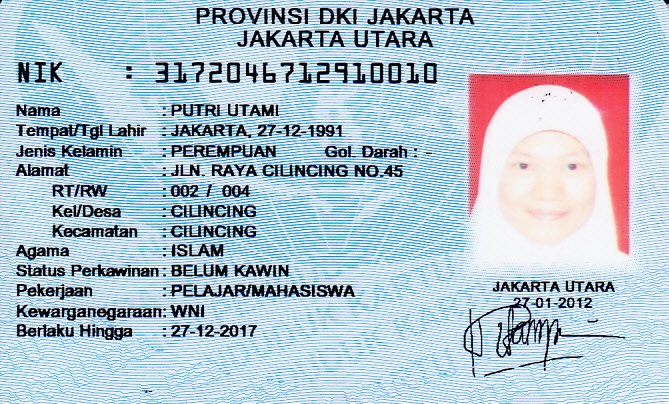 PROVINSI DKI JAKARTA
JAKARTA UTARA
NIK : 3172046712910010
Nama : PUTRI UTAMI
Tempat/Tgl Lahir : JAKARTA, 27-12-1991
Jenis Kelamin : PEREMPUAN Gol. Darah : -
Alamat : JLN. RAYA CILINCING NO.45
RT/RW : 002 / 004
Kel/Desa : CILINCING
Kecamatan : CILINCING
Agama : ISLAM
Status Perkawinan : BELUM KAWIN
Pekerjaan : PELAJAR/MAHASISWA
Kewarganegaraan: WNI
Berlaku Hingga : 27-12-2017
JAKARTA UTARA
27-01-2012